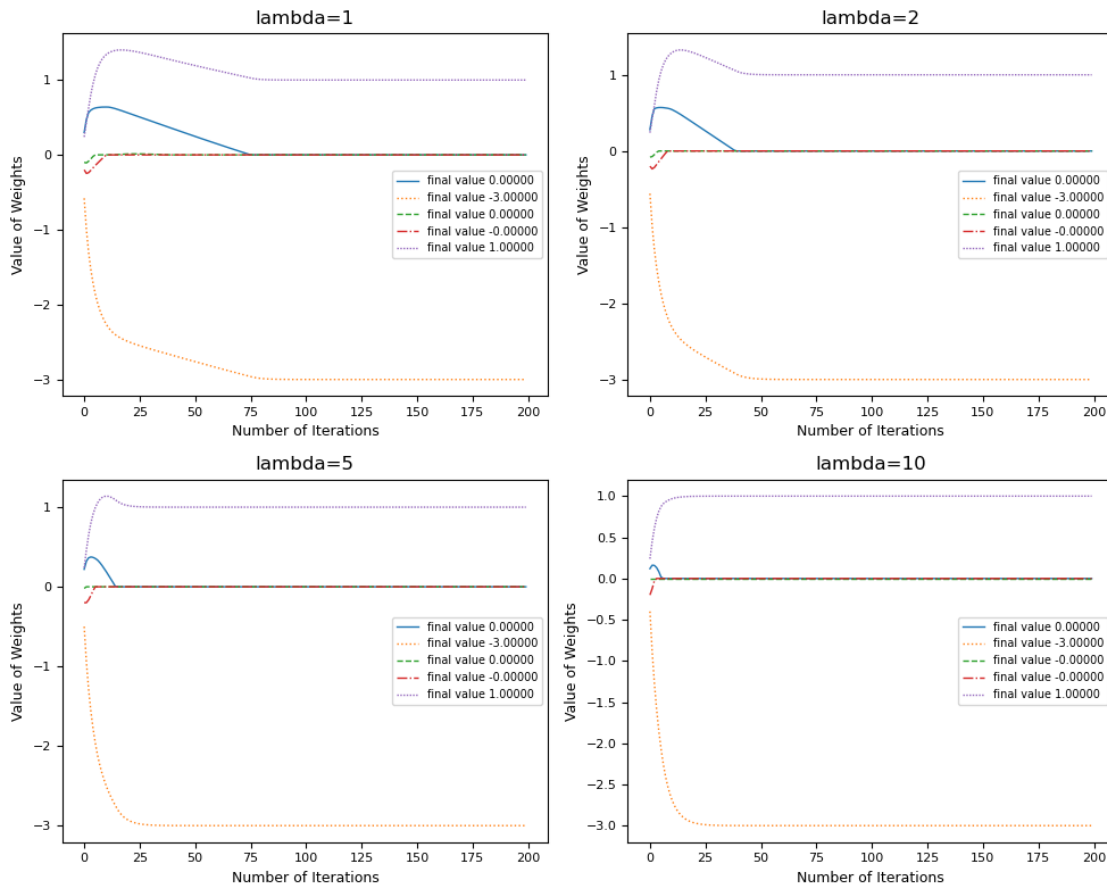 lambda=1
Value of Weights
1
0
−1
−2
−3
final value 0.00000
final value -3.00000
final value 0.00000
final value -0.00000
final value 1.00000
0 25 50 75 100 125 150 175 200
Number of Iterations
lambda=2
Value of Weights
1
0
−1
−2
−3
final value 0.00000
final value -3.00000
final value 0.00000
final value -0.00000
final value 1.00000
0 25 50 75 100 125 150 175 200
Number of Iterations
lambda=5
Value of Weights
1
0
−1
−2
−3
final value 0.00000
final value -3.00000
final value 0.00000
final value -0.00000
final value 1.00000
0 25 50 75 100 125 150 175 200
Number of Iterations
lambda=10
Value of Weights
1.0
0.5
0.0
−0.5
−1.0
−1.5
−2.0
−2.5
−3.0
final value 0.00000
final value -3.00000
final value -0.00000
final value -0.00000
final value 1.00000
0 25 50 75 100 125 150 175 200
Number of Iterations